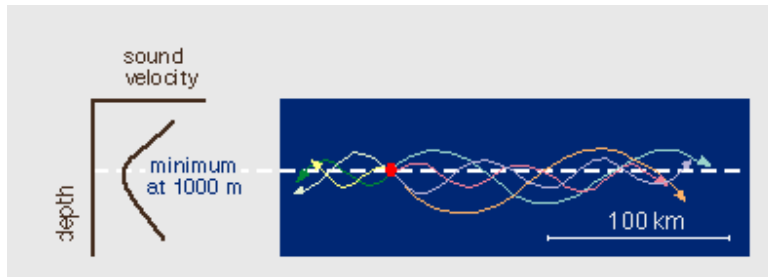 sound
velocity
minimum
at 1000 m
depth
100 km